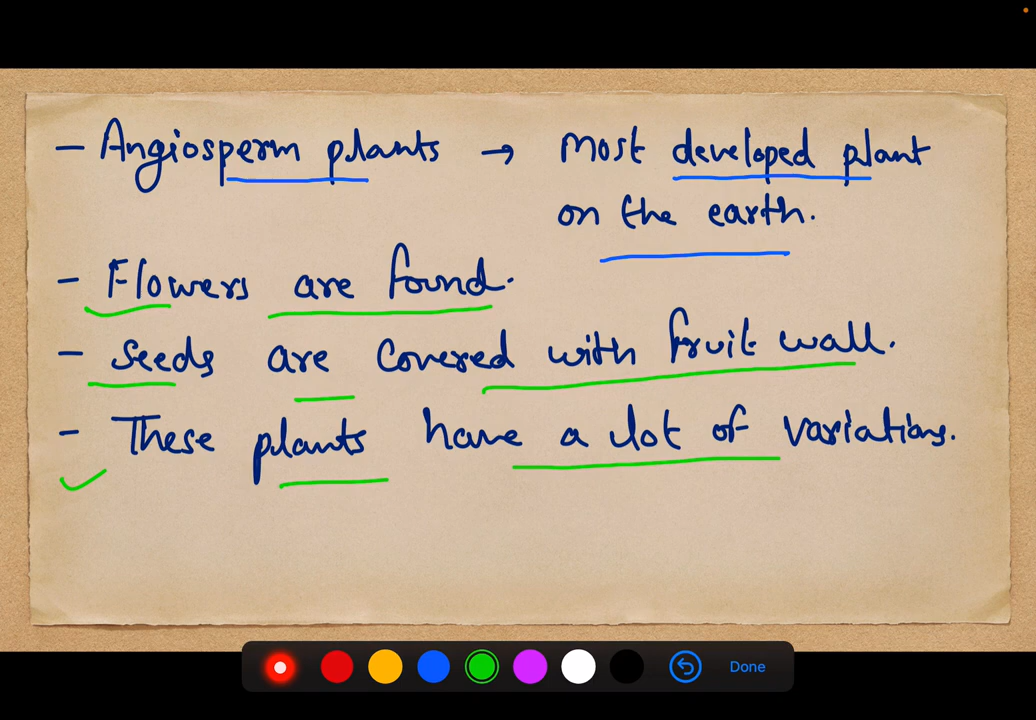 - Angiosperm plants → Most developed plant
on the earth.
- Flowers are found.
- Seeds are covered with fruit wall.
- These plants have a lot of variations.
Done